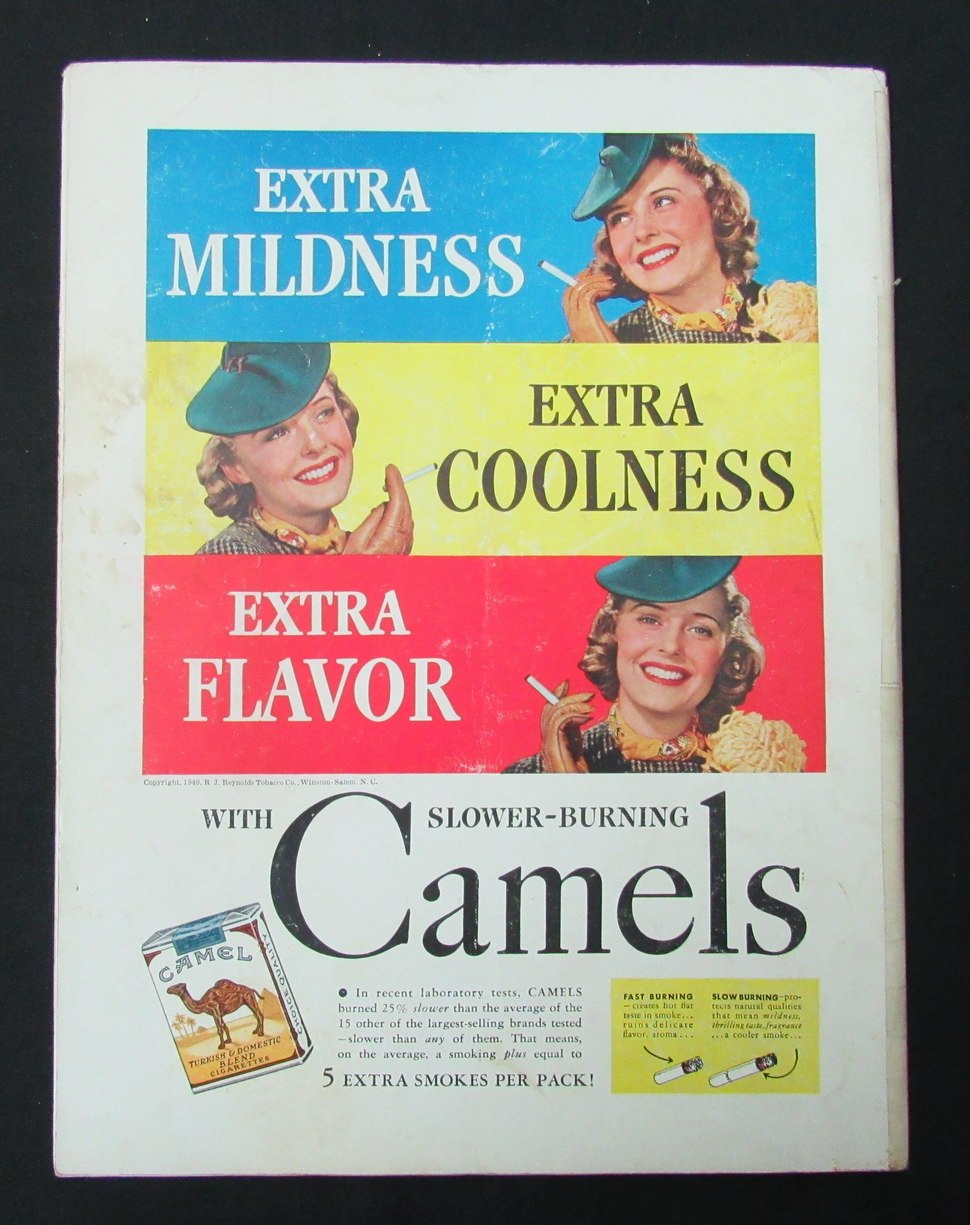 EXTRA
MILDNESS
EXTRA
COOLNESS
EXTRA
FLAVOR
Copyright, 1940, R. J. Reynolds Tobacco Co., Winston-Salem, N. C.
WITH Camels SLOWER-BURNING
CAMEL
CHOICE QUALITY
TURKISH & DOMESTIC
BLEND
CIGARETTES
● In recent laboratory tests, CAMELS
burned 25% slower than the average of the
15 other of the largest-selling brands tested
—slower than any of them. That means,
on the average, a smoking plus equal to
5 EXTRA SMOKES PER PACK!
FAST BURNING
—creates hot flat
taste in smoke...
ruins delicate
flavor, aroma...
SLOW BURNING—pro-
tects natural qualities
that mean mildness,
thrilling taste, fragrance
...a cooler smoke...